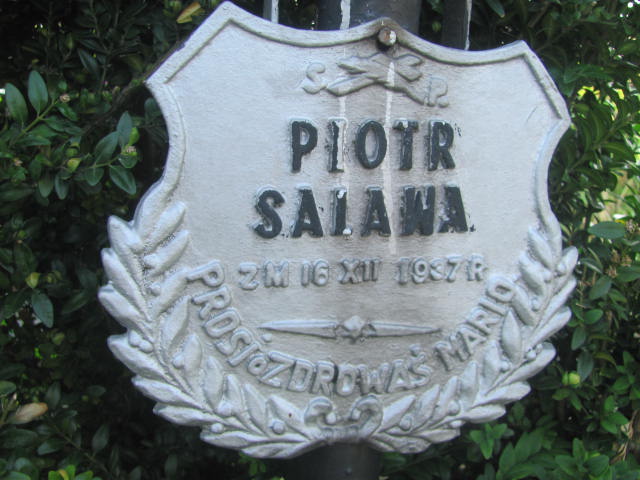 S. P.
PIOTR
SAŁAWA
ZM 16 XII 1937 R
PROSI o ZDROWAŚ MARIO